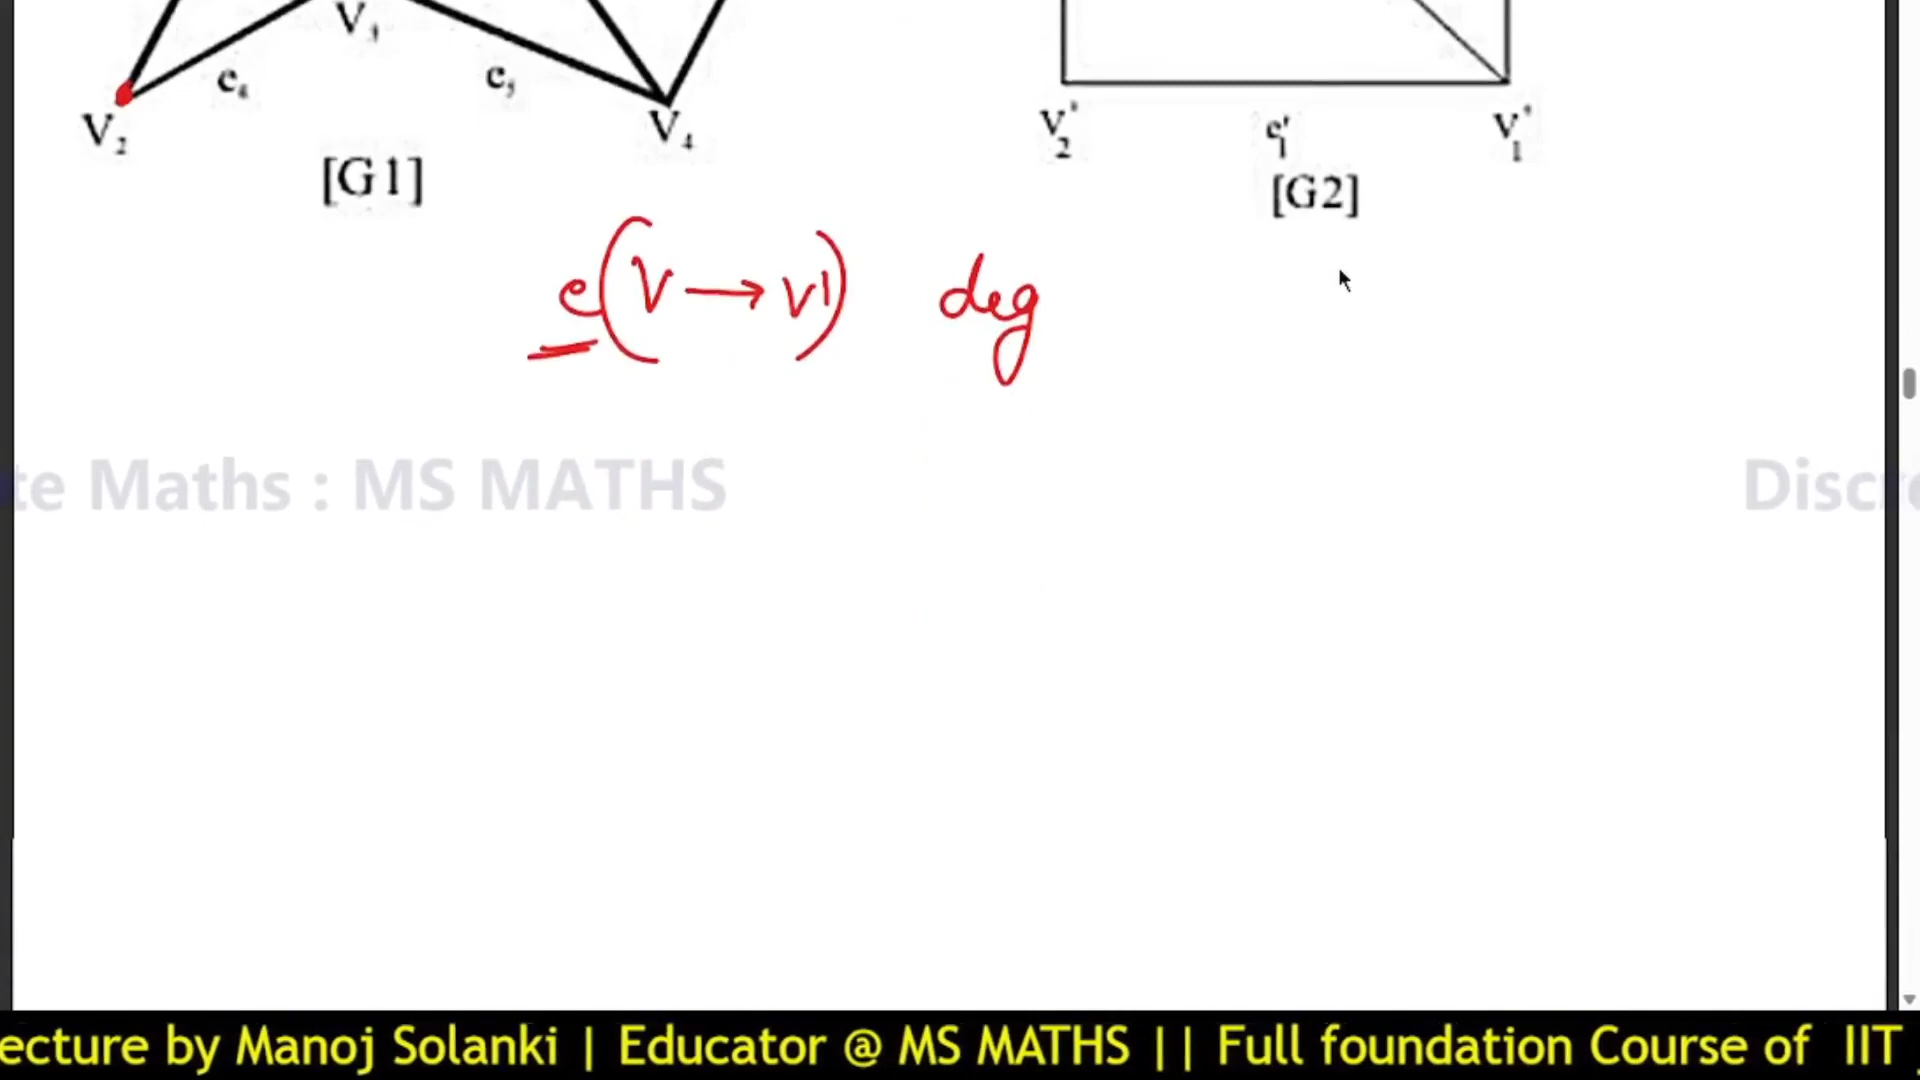 V₃
e₄ e₅
V₂ V₄
[G1]
V₂' e₁' V₁'
[G2]
e(V → V') deg
te Maths : MS MATHS
Discre
ecture by Manoj Solanki | Educator @ MS MATHS || Full foundation Course of IIT